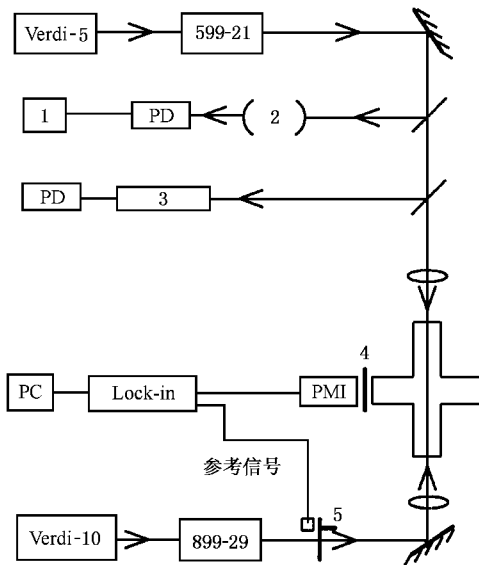 Verdi-5
599-21
1
PD
2
PD
3
4
PC
Lock-in
PMI
参考信号
5
Verdi-10
899-29